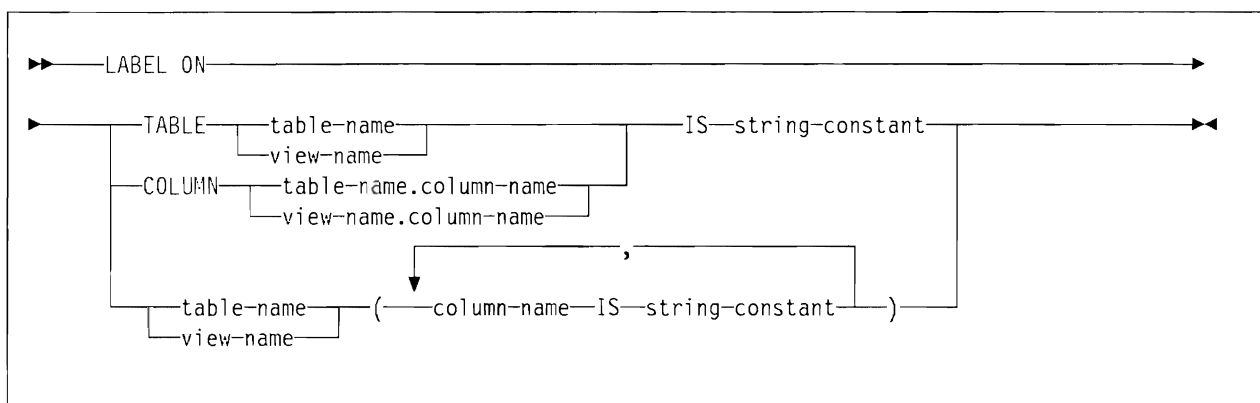 LABEL ON
TABLE table-name IS string-constant
view-name
COLUMN table-name.column-name
view-name.column-name
,
table-name ( column-name IS string-constant )
view-name